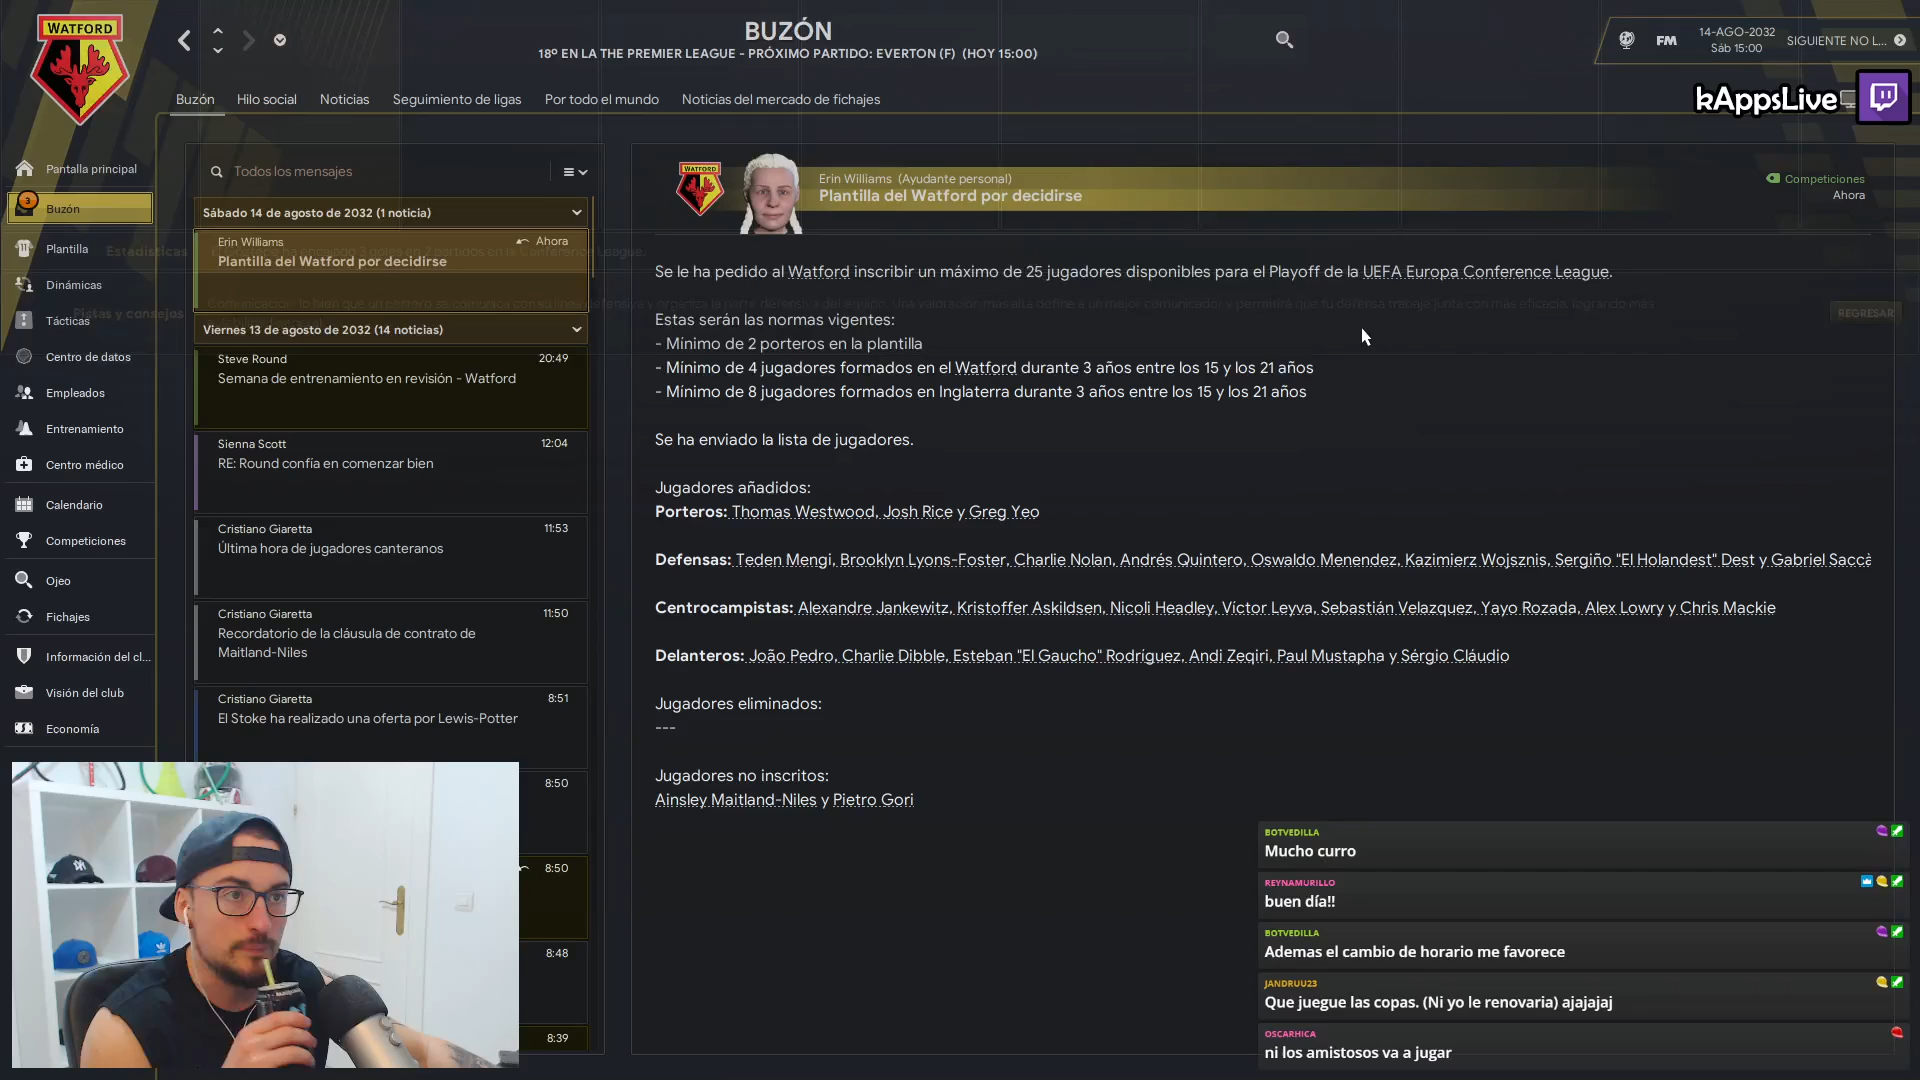 WATFORD
BUZÓN
18º EN LA THE PREMIER LEAGUE - PRÓXIMO PARTIDO: EVERTON (F) (HOY 15:00)
FM
14-AGO-2032
Sáb 15:00
SIGUIENTE NO L...
kAppsLive
Buzón
Hilo social
Noticias
Seguimiento de ligas
Por todo el mundo
Noticias del mercado de fichajes
Pantalla principal
3
Buzón
Plantilla
Dinámicas
Tácticas
Centro de datos
Empleados
Entrenamiento
Centro médico
Calendario
Competiciones
Ojeo
Fichajes
Información del cl...
Visión del club
Economía
Estadísticas
Pistas y consejos
REGRESAR
Todos los mensajes
Sábado 14 de agosto de 2032 (1 noticia)
Erin Williams
Ahora
Plantilla del Watford por decidirse
Viernes 13 de agosto de 2032 (14 noticias)
Steve Round
20:49
Semana de entrenamiento en revisión - Watford
Sienna Scott
12:04
RE: Round confía en comenzar bien
Cristiano Giaretta
11:53
Última hora de jugadores canteranos
Cristiano Giaretta
11:50
Recordatorio de la cláusula de contrato de
Maitland-Niles
Cristiano Giaretta
8:51
El Stoke ha realizado una oferta por Lewis-Potter
8:50
8:50
8:48
8:39
WATFORD
Erin Williams (Ayudante personal)
Plantilla del Watford por decidirse
Competiciones
Ahora
Se le ha pedido al Watford inscribir un máximo de 25 jugadores disponibles para el Playoff de la UEFA Europa Conference League.
Estas serán las normas vigentes:
- Mínimo de 2 porteros en la plantilla
- Mínimo de 4 jugadores formados en el Watford durante 3 años entre los 15 y los 21 años
- Mínimo de 8 jugadores formados en Inglaterra durante 3 años entre los 15 y los 21 años
Se ha enviado la lista de jugadores.
Jugadores añadidos:
Porteros: Thomas Westwood, Josh Rice y Greg Yeo
Defensas: Teden Mengi, Brooklyn Lyons-Foster, Charlie Nolan, Andrés Quintero, Oswaldo Menendez, Kazimierz Wojsznis, Sergiño "El Holandest" Dest y Gabriel Saccà
Centrocampistas: Alexandre Jankewitz, Kristoffer Askildsen, Nicoli Headley, Víctor Leyva, Sebastián Velazquez, Yayo Rozada, Alex Lowry y Chris Mackie
Delanteros: João Pedro, Charlie Dibble, Esteban "El Gaucho" Rodríguez, Andi Zeqiri, Paul Mustapha y Sérgio Cláudio
Jugadores eliminados:
---
Jugadores no inscritos:
Ainsley Maitland-Niles y Pietro Gori
BOTVEDILLA
Mucho curro
REYNAMURILLO
buen día!!
BOTVEDILLA
Ademas el cambio de horario me favorece
JANDRUU23
Que juegue las copas. (Ni yo le renovaria) ajajajaj
OSCARHICA
ni los amistosos va a jugar